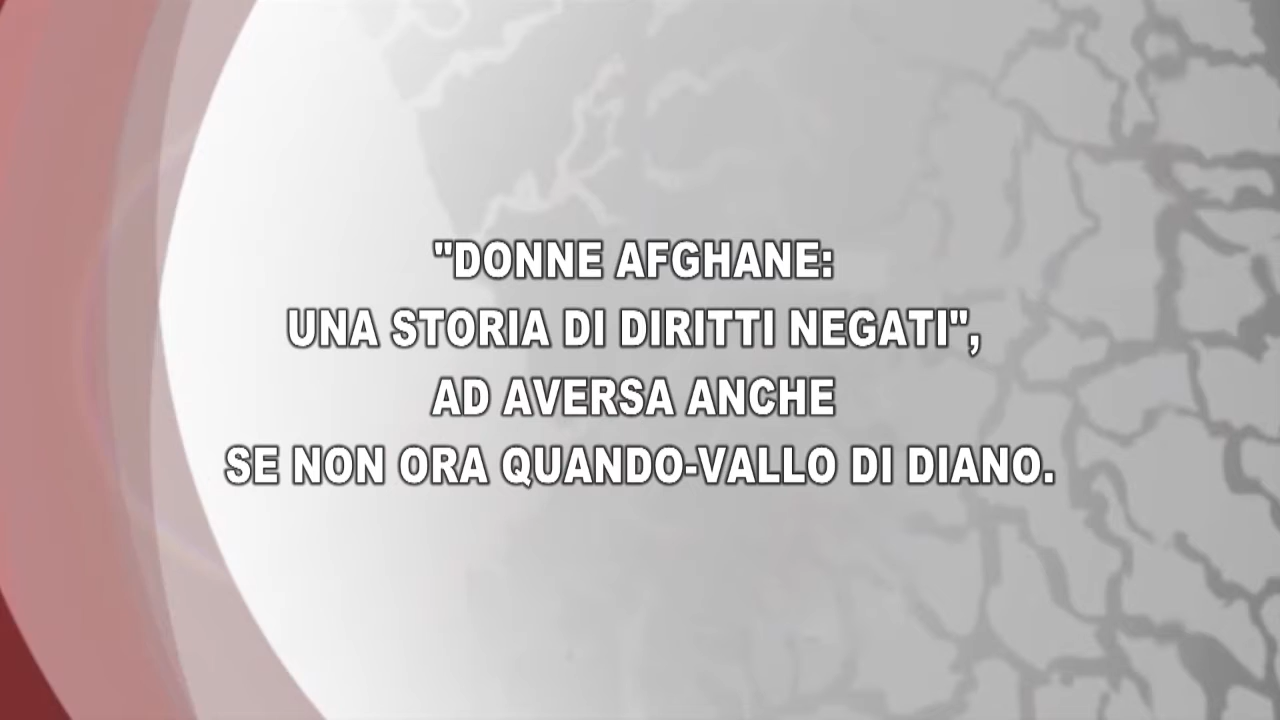 "DONNE AFGHANE:
UNA STORIA DI DIRITTI NEGATI",
AD AVERSA ANCHE
SE NON ORA QUANDO-VALLO DI DIANO.